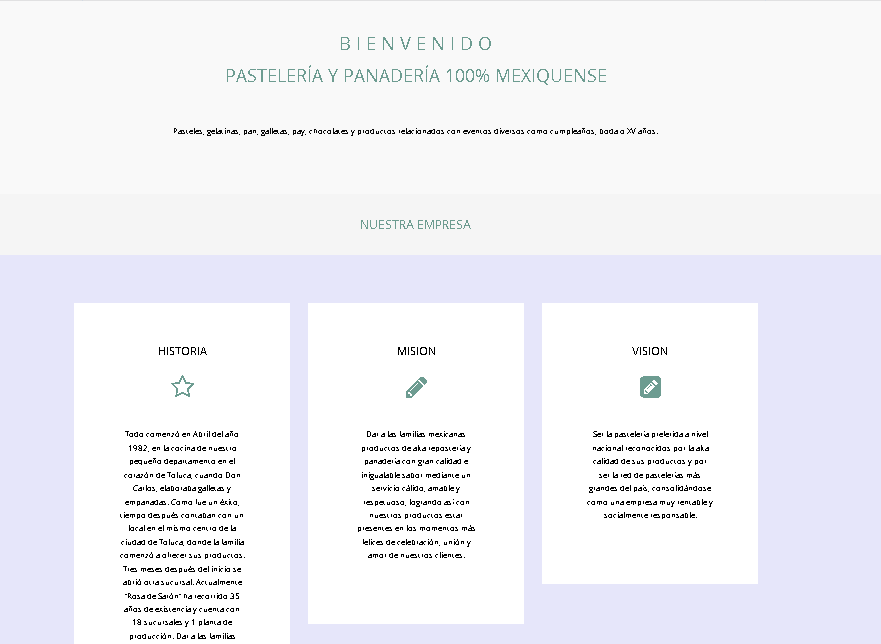 BIENVENIDO
PASTELERÍA Y PANADERÍA 100% MEXIQUENSE
Pasteles, gelatinas, pan, galletas, pay, chocolates y productos relacionados con eventos diversos como cumpleaños, boda o XV años.
NUESTRA EMPRESA
HISTORIA
Todo comenzó en Abril del año
1982, en la cocina de nuestro
pequeño departamento en el
corazón de Toluca, cuando Don
Carlos, elaboraba galletas y
empanadas. Como fue un éxito,
tiempo después contaban con un
local en el mismo centro de la
ciudad de Toluca, donde la familia
comenzó a ofrecer sus productos.
Tres meses después del inicio se
abrió otra sucursal. Actualmente
"Rosa de Sarón" ha recorrido 35
años de existencia y cuenta con
18 sucursales y 1 planta de
producción. Dar a las familias
MISION
Dar a las familias mexicanas
productos de alta repostería y
panadería con gran calidad e
inigualable sabor mediante un
servicio cálido, amable y
respetuoso, logrando así con
nuestros productos estar
presentes en los momentos más
felices de celebración, unión y
amor de nuestros clientes.
VISION
Ser la pastelería preferida a nivel
nacional reconocidos por la alta
calidad de sus productos y por
ser la red de pastelerías más
grandes del país, consolidándose
como una empresa muy rentable y
socialmente responsable.